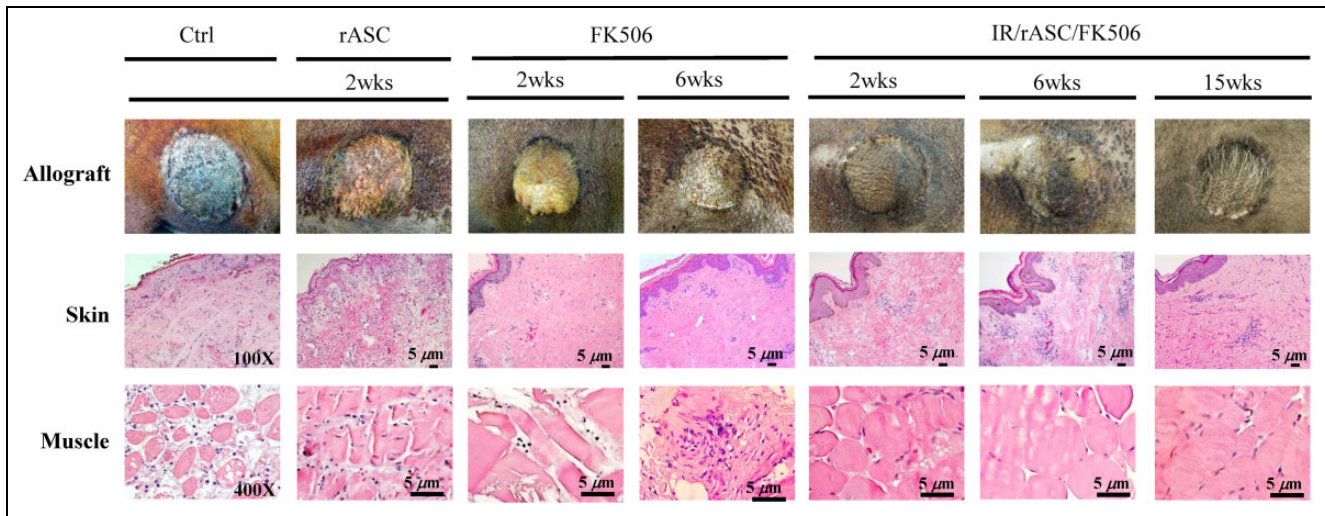 Ctrl rASC FK506 IR/rASC/FK506
2wks 2wks 6wks 2wks 6wks 15wks
Allograft
Skin
100X 5 μm 5 μm 5 μm 5 μm 5 μm 5 μm
Muscle
400X 5 μm 5 μm 5 μm 5 μm 5 μm 5 μm